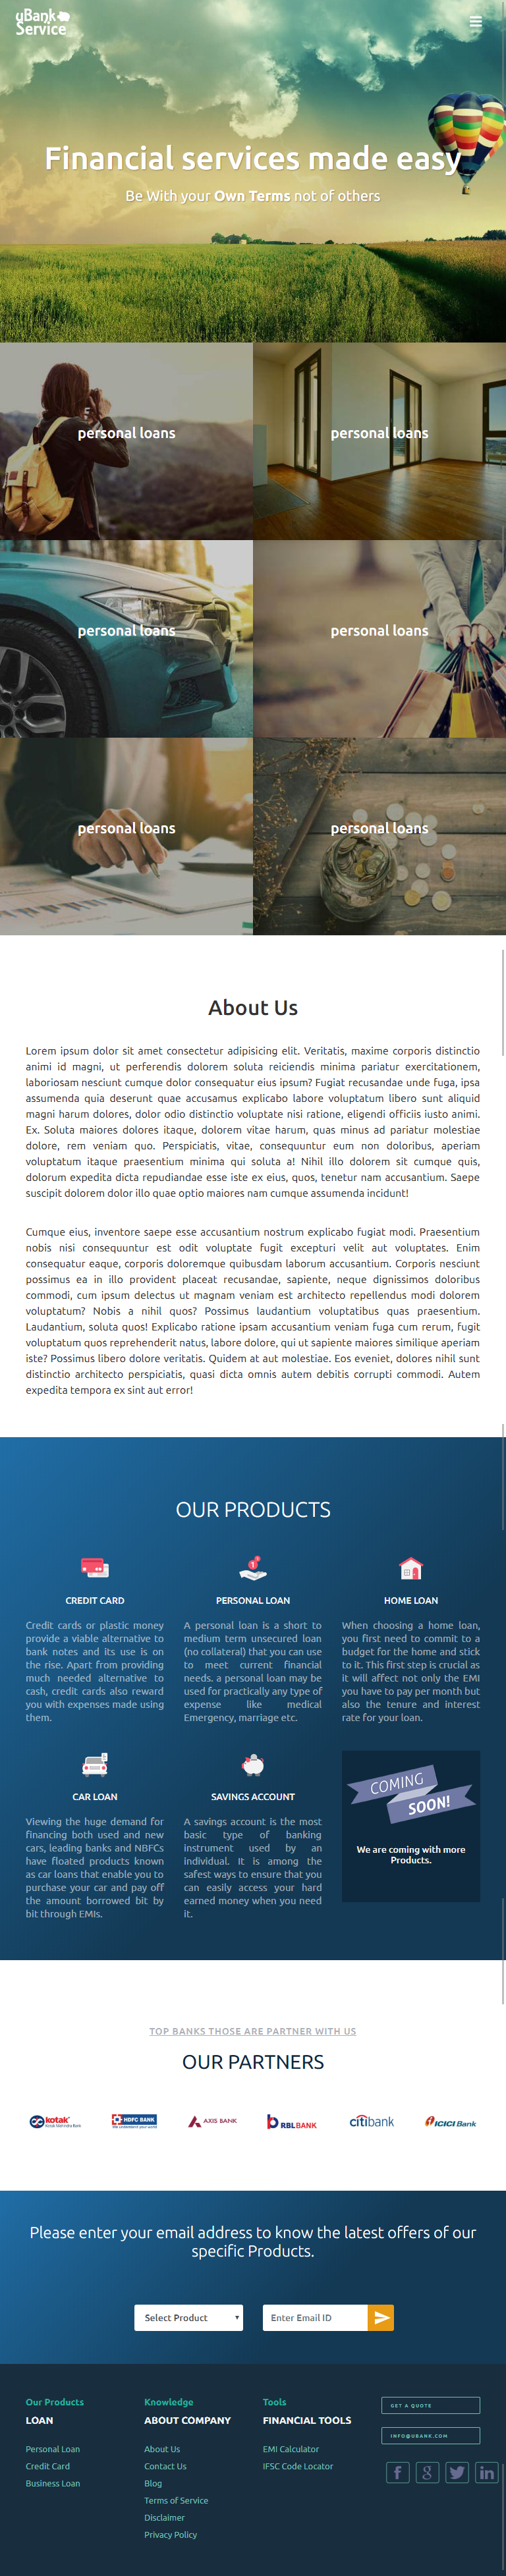 uBank
Service
Financial services made easy
Be With your Own Terms not of others
personal loans
personal loans
personal loans
personal loans
personal loans
personal loans
About Us
Lorem ipsum dolor sit amet consectetur adipisicing elit. Veritatis, maxime corporis distinctio
animi id magni, ut perferendis dolorem soluta reiciendis minima pariatur exercitationem,
laboriosam nesciunt cumque dolor consequatur eius ipsum? Fugiat recusandae unde fuga, ipsa
assumenda quia deserunt quae accusamus explicabo labore voluptatum libero sunt aliquid
magni harum dolores, dolor odio distinctio voluptate nisi ratione, eligendi officiis iusto animi.
Ex. Soluta maiores dolores itaque, dolorem vitae harum, quas minus ad pariatur molestiae
dolore, rem veniam quo. Perspiciatis, vitae, consequuntur eum non doloribus, aperiam
voluptatum itaque praesentium minima qui soluta a! Nihil illo dolorem sit cumque quis,
dolorum expedita dicta repudiandae esse iste ex eius, quos, tenetur nam accusantium. Saepe
suscipit dolorem dolor illo quae optio maiores nam cumque assumenda incidunt!
Cumque eius, inventore saepe esse accusantium nostrum explicabo fugiat modi. Praesentium
nobis nisi consequuntur est odit voluptate fugit excepturi velit aut voluptates. Enim
consequatur eaque, corporis doloremque quibusdam laborum accusantium. Corporis nesciunt
possimus ea in illo provident placeat recusandae, sapiente, neque dignissimos doloribus
commodi, cum ipsum delectus ut magnam veniam est architecto repellendus modi dolorem
voluptatum? Nobis a nihil quos? Possimus laudantium voluptatibus quas praesentium.
Laudantium, soluta quos! Explicabo ratione ipsam accusantium veniam fuga cum rerum, fugit
voluptatum quos reprehenderit natus, labore dolore, qui ut sapiente maiores similique aperiam
iste? Possimus libero dolore veritatis. Quidem at aut molestiae. Eos eveniet, dolores nihil sunt
distinctio architecto perspiciatis, quasi dicta omnis autem debitis corrupti commodi. Autem
expedita tempora ex sint aut error!
OUR PRODUCTS
CREDIT CARD
Credit cards or plastic money
provide a viable alternative to
bank notes and its use is on
the rise. Apart from providing
much needed alternative to
cash, credit cards also reward
you with expenses made using
them.
PERSONAL LOAN
A personal loan is a short to
medium term unsecured loan
(no collateral) that you can use
to meet current financial
needs. a personal loan may be
used for practically any type of
expense like medical
Emergency, marriage etc.
HOME LOAN
When choosing a home loan,
you first need to commit to a
budget for the home and stick
to it. This first step is crucial as
it will affect not only the EMI
you will have to pay per month but
also the tenure and interest
rate for your loan.
CAR LOAN
Viewing the huge demand for
financing both used and new
cars, leading banks and NBFCs
have floated products known
as car loans that enable you to
purchase your car and pay off
the amount borrowed bit by
bit through EMIs.
SAVINGS ACCOUNT
A savings account is the most
basic type of banking
instrument used by an
individual. It is among the
safest ways to ensure that you
can easily access your hard
earned money when you need
it.
COMING
SOON!
We are coming with more
Products.
TOP BANKS THOSE ARE PARTNER WITH US
OUR PARTNERS
kotak
Kotak Mahindra Bank
HDFC BANK
We understand your world
AXIS BANK
RBL BANK
citibank
ICICI Bank
Please enter your email address to know the latest offers of our
specific Products.
Select Product
Enter Email ID
Our Products
LOAN
Personal Loan
Credit Card
Business Loan
Knowledge
ABOUT COMPANY
About Us
Contact Us
Blog
Terms of Service
Disclaimer
Privacy Policy
Tools
FINANCIAL TOOLS
EMI Calculator
IFSC Code Locator
GET A QUOTE
INFO@UBANK.COM